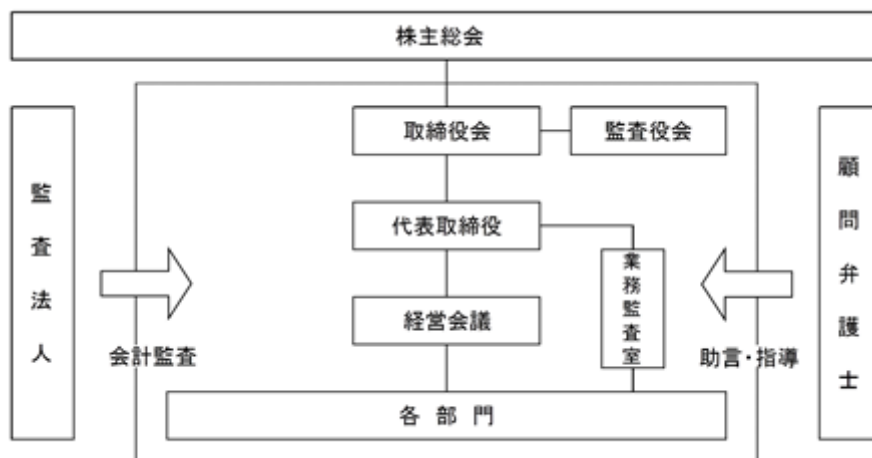 株主総会
取締役会
監査役会
監査法人
顧問弁護士
代表取締役
業務監査室
経営会議
会計監査
助言・指導
各部門